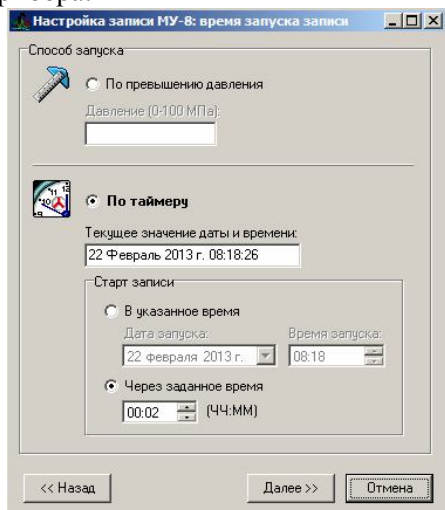 Настройка записи МУ-8: время запуска записи
Способ запуска
По превышению давления
Давление (0-100 МПа):
По таймеру
Текущее значение даты и времени:
22 Февраль 2013 г. 08:18:26
Старт записи
В указанное время
Дата запуска: Время запуска:
22 февраля 2013 г. 08:18
Через заданное время
00:02 (ЧЧ:ММ)
<< Назад Далее >> Отмена